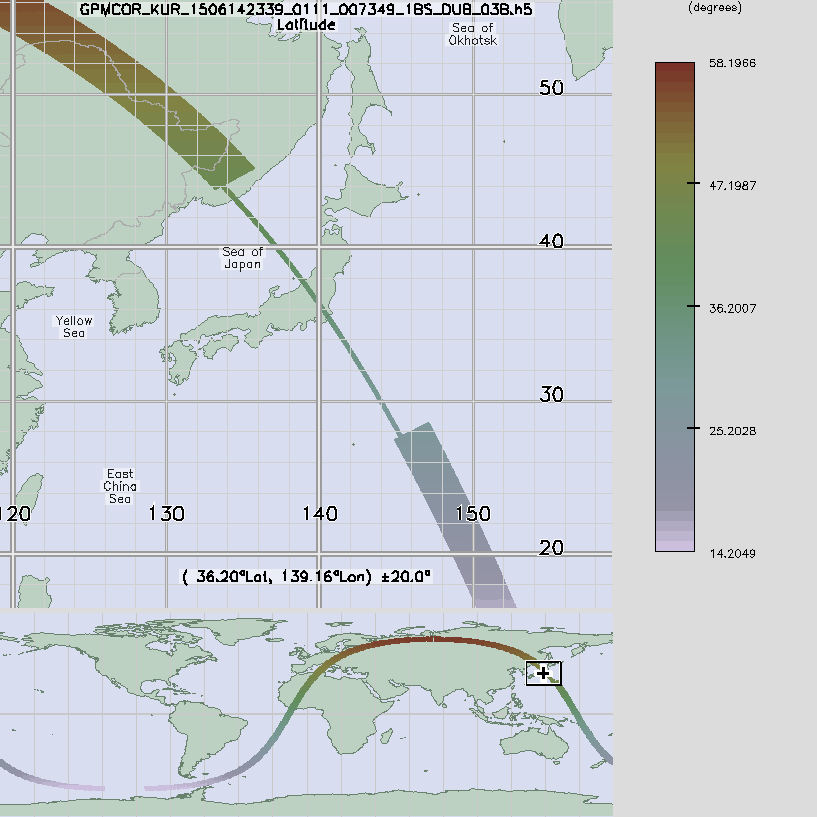 GPMCOR_KUR_1506142339_0111_007349_1BS_DUB_03B.h5
(degrees)
Latitude
Sea of
Okhotsk
58.1966
50
47.1987
40
Sea of
Japan
36.2007
Yellow
Sea
30
25.2028
East
China
Sea
120
130
140
150
20
14.2049
( 36.20°Lat, 139.16°Lon) ±20.0°